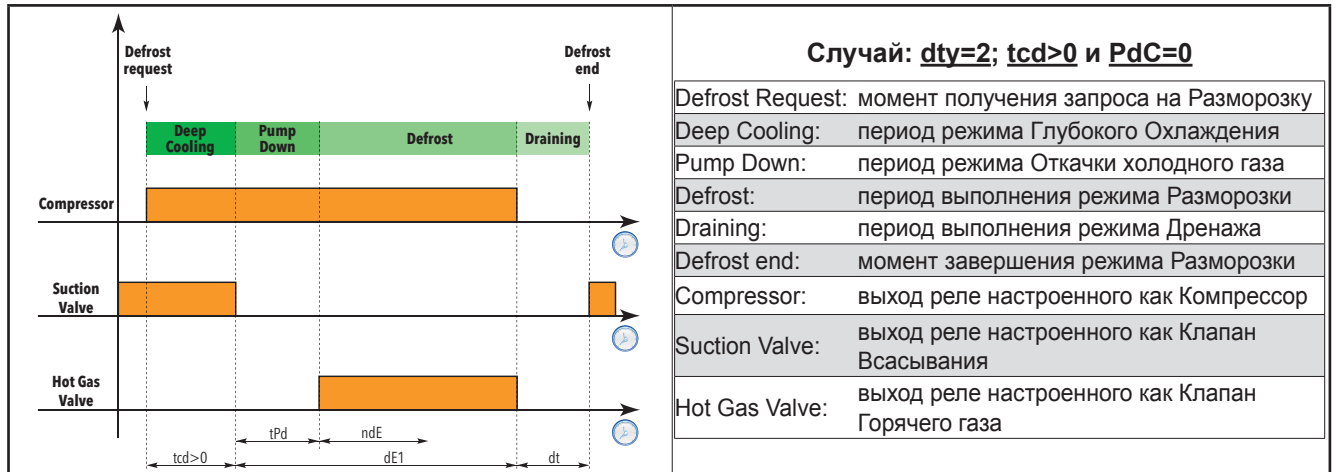 Defrost
request
Defrost
end
Deep
Cooling
Pump
Down
Defrost
Draining
Compressor
Suction
Valve
Hot Gas
Valve
tPd
ndE
tcd>0
dE1
dt
Случай: dty=2; tcd>0 и PdC=0
Defrost Request: момент получения запроса на Разморозку
Deep Cooling: период режима Глубокого Охлаждения
Pump Down: период режима Откачки холодного газа
Defrost: период выполнения режима Разморозки
Draining: период выполнения режима Дренажа
Defrost end: момент завершения режима Разморозки
Compressor: выход реле настроенного как Компрессор
Suction Valve: выход реле настроенного как Клапан
Всасывания
Hot Gas Valve: выход реле настроенного как Клапан
Горячего газа